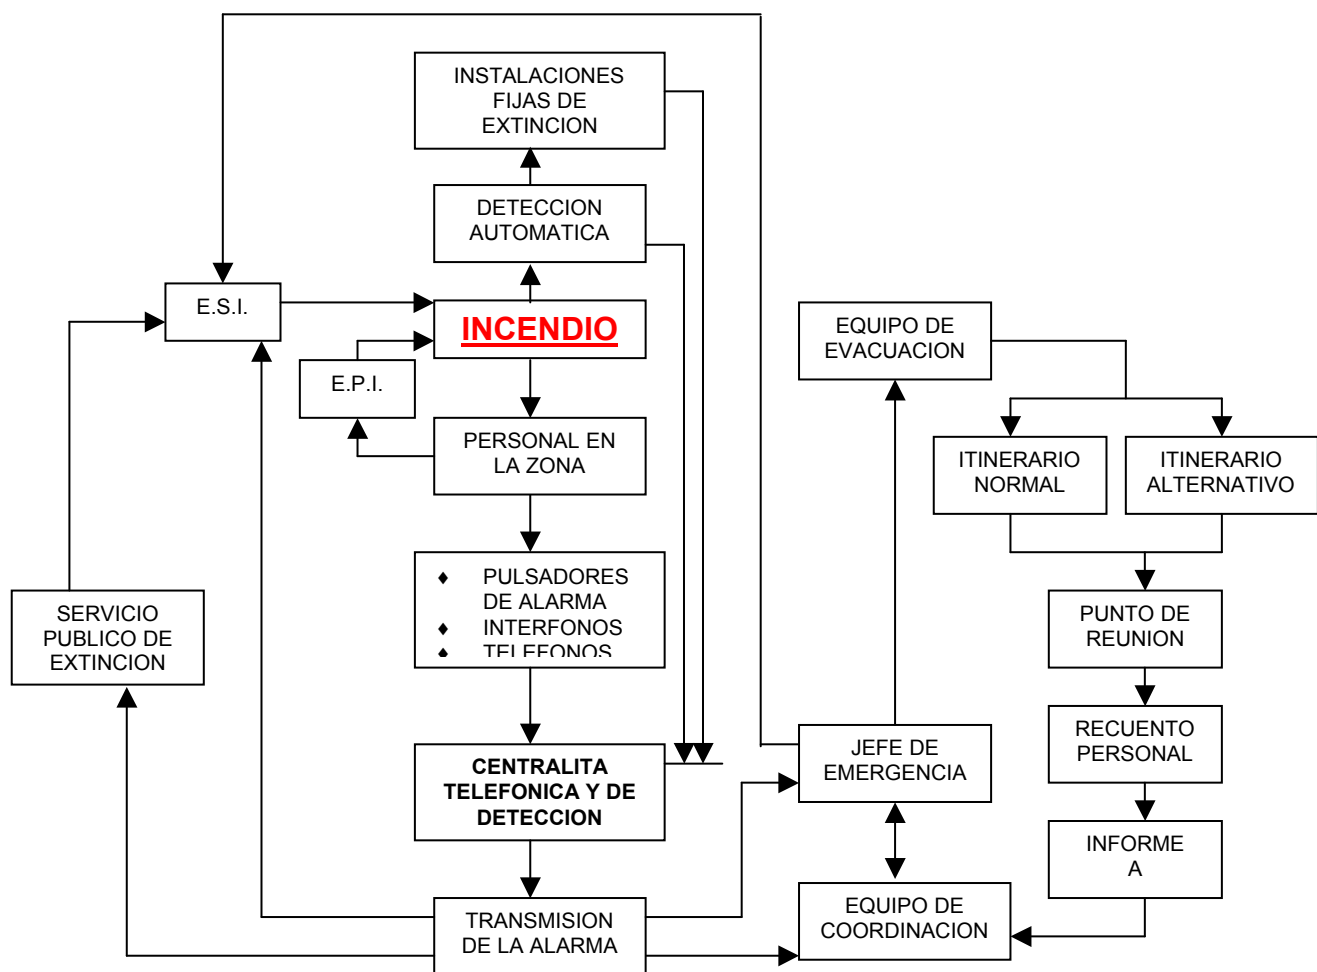 INSTALACIONES
FIJAS DE
EXTINCION
DETECCION
AUTOMATICA
E.S.I.
INCENDIO
EQUIPO DE
EVACUACION
E.P.I.
PERSONAL EN
LA ZONA
ITINERARIO
NORMAL
ITINERARIO
ALTERNATIVO
♦ PULSADORES
DE ALARMA
♦ INTERFONOS
♦ TELEFONOS
SERVICIO
PUBLICO DE
EXTINCION
PUNTO DE
REUNION
RECUENTO
PERSONAL
CENTRALITA
TELEFONICA Y DE
DETECCION
JEFE DE
EMERGENCIA
INFORME
A
TRANSMISION
DE LA ALARMA
EQUIPO DE
COORDINACION